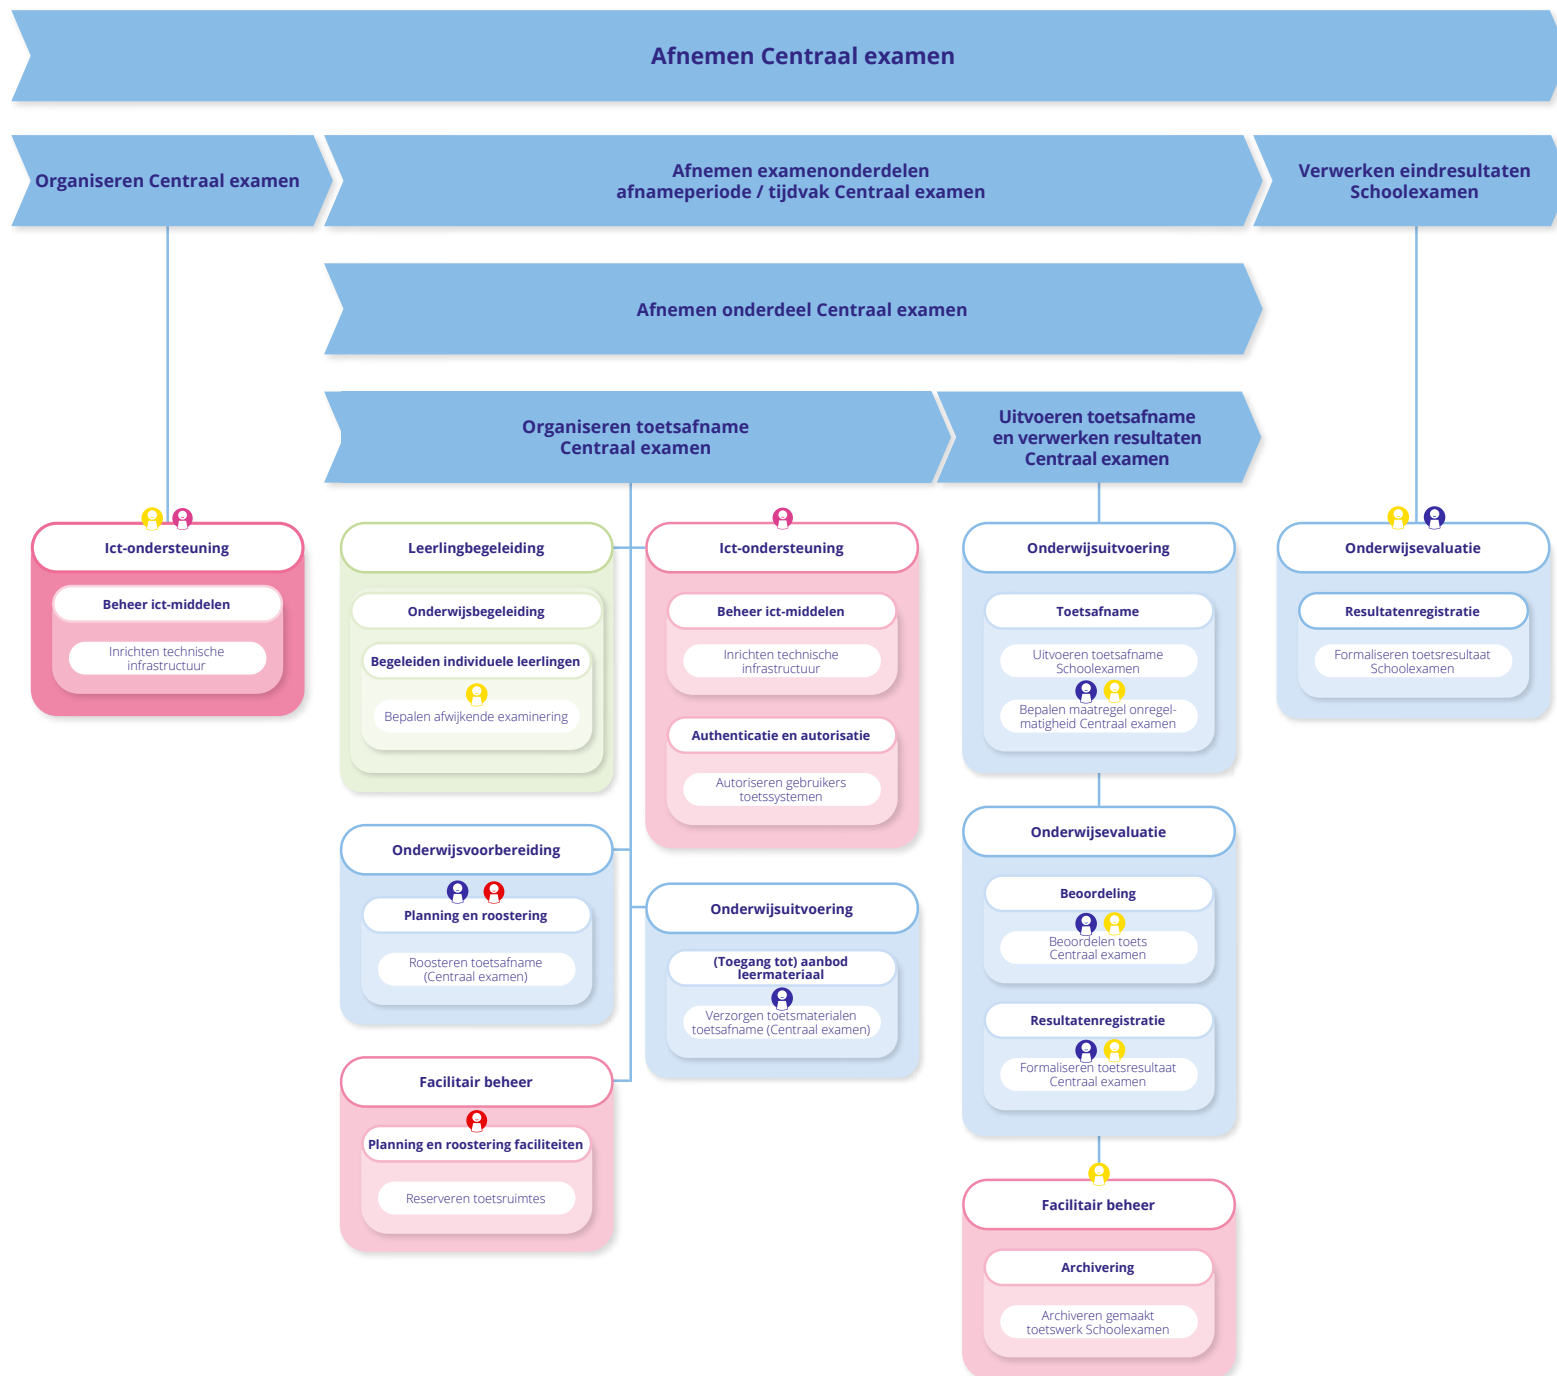 Afnemen Centraal examen
Organiseren Centraal examen
Afnemen examenonderdelen
afnameperiode / tijdvak Centraal examen
Verwerken eindresultaten
Schoolexamen
Afnemen onderdeel Centraal examen
Organiseren toetsafname
Centraal examen
Uitvoeren toetsafname
en verwerken resultaten
Centraal examen
Ict-ondersteuning
Beheer ict-middelen
Inrichten technische
infrastructuur
Leerlingbegeleiding
Onderwijsbegeleiding
Begeleiden individuele leerlingen
Bepalen afwijkende examinering
Onderwijsvoorbereiding
Planning en roostering
Roosteren toetsafname
(Centraal examen)
Facilitair beheer
Planning en roostering faciliteiten
Reserveren toetsruimtes
Ict-ondersteuning
Beheer ict-middelen
Inrichten technische
infrastructuur
Authenticatie en autorisatie
Autoriseren gebruikers
toetssystemen
Onderwijsuitvoering
(Toegang tot) aanbod
leermateriaal
Verzorgen toetsmaterialen
toetsafname (Centraal examen)
Onderwijsuitvoering
Toetsafname
Uitvoeren toetsafname
Schoolexamen
Bepalen maatregel onregel-
matigheid Centraal examen
Onderwijsevaluatie
Beoordeling
Beoordelen toets
Centraal examen
Resultatenregistratie
Formaliseren toetsresultaat
Centraal examen
Facilitair beheer
Archivering
Archiveren gemaakt
toetswerk Schoolexamen
Onderwijsevaluatie
Resultatenregistratie
Formaliseren toetsresultaat
Schoolexamen